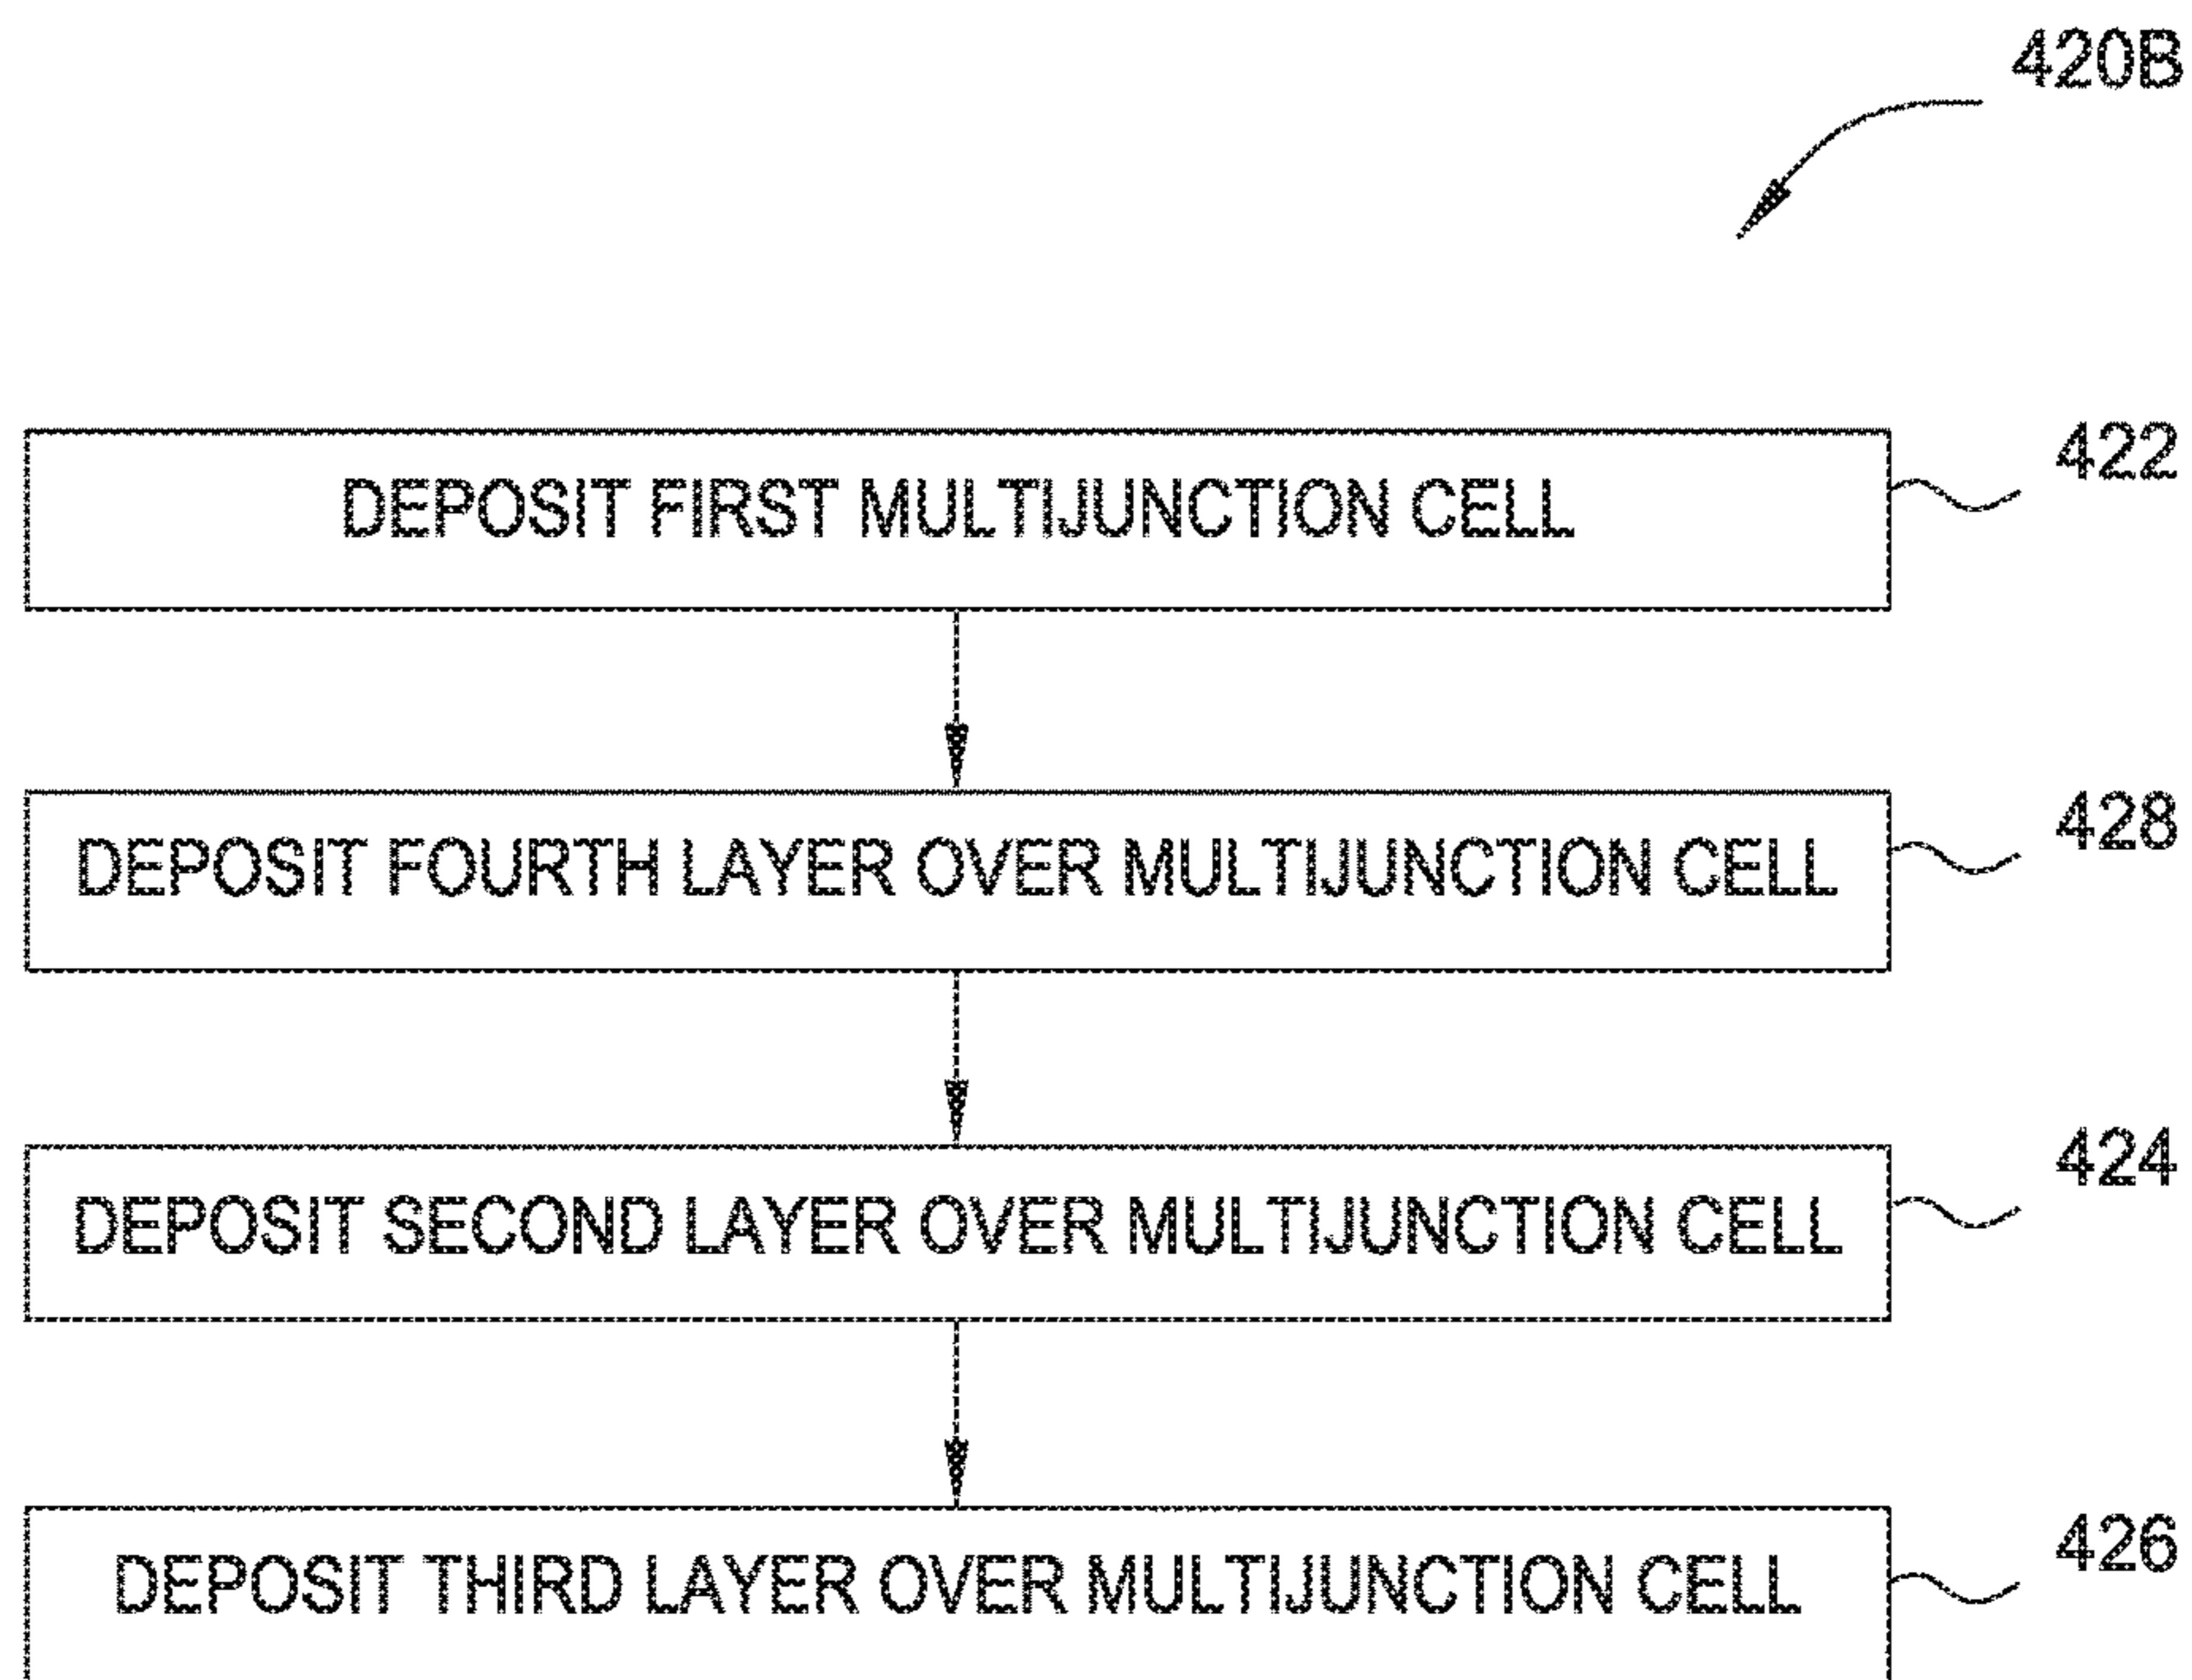 420B
DEPOSIT FIRST MULTIJUNCTION CELL
422
DEPOSIT FOURTH LAYER OVER MULTIJUNCTION CELL
428
DEPOSIT SECOND LAYER OVER MULTIJUNCTION CELL
424
DEPOSIT THIRD LAYER OVER MULTIJUNCTION CELL
426